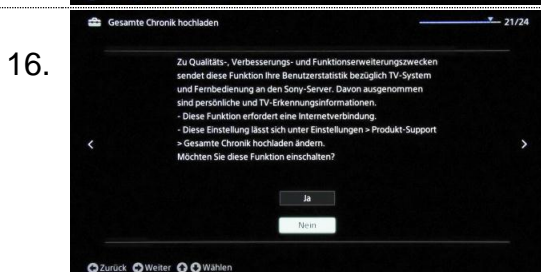 Gesamte Chronik hochladen
21/24
16.
Zu Qualitäts-, Verbesserungs- und Funktionserweiterungszwecken
sendet diese Funktion Ihre Benutzerstatistik bezüglich TV-System
und Fernbedienung an den Sony-Server. Davon ausgenommen
sind persönliche und TV-Erkennungsinformationen.
- Diese Funktion erfordert eine Internetverbindung.
- Diese Einstellung lässt sich unter Einstellungen > Produkt-Support
> Gesamte Chronik hochladen ändern.
Möchten Sie diese Funktion einschalten?
Ja
Nein
Zurück Weiter Wählen